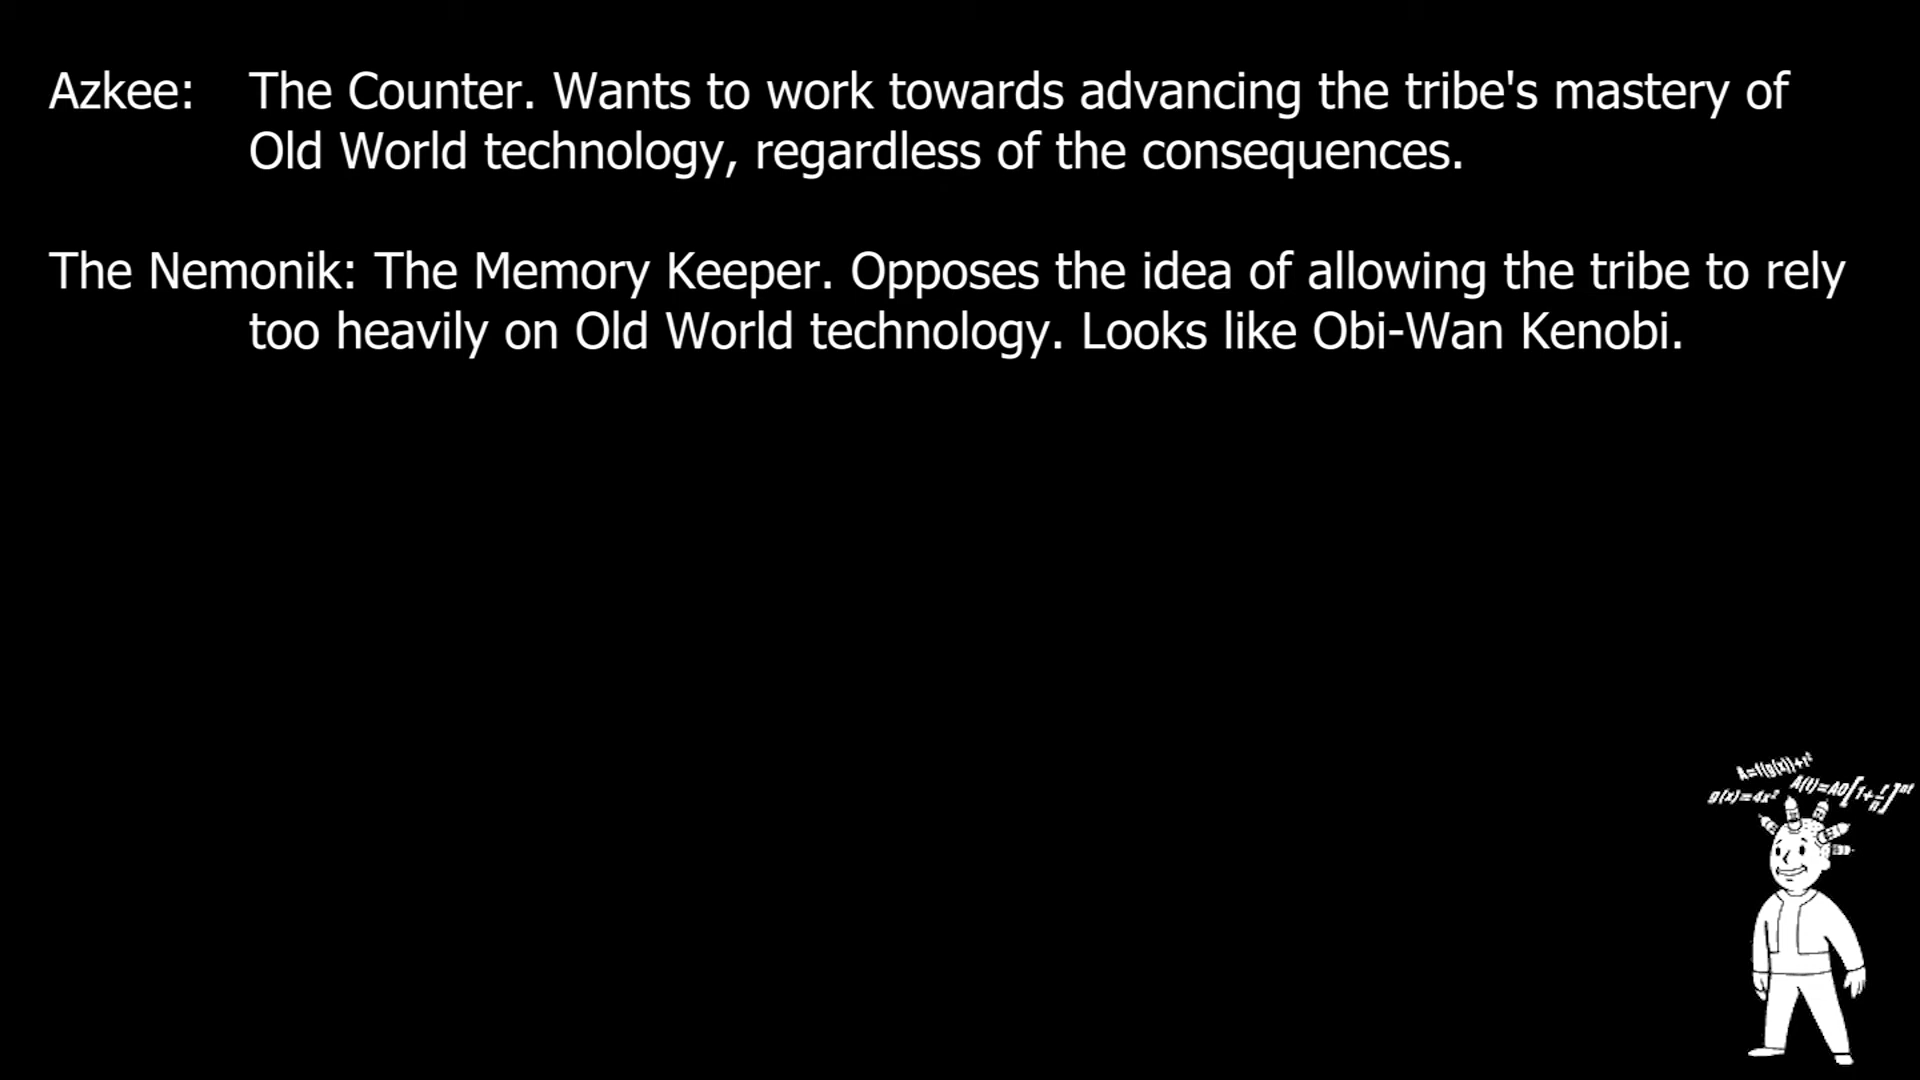 Azkee: The Counter. Wants to work towards advancing the tribe's mastery of
Old World technology, regardless of the consequences.
The Nemonik: The Memory Keeper. Opposes the idea of allowing the tribe to rely
too heavily on Old World technology. Looks like Obi-Wan Kenobi.
g(x)=4x²